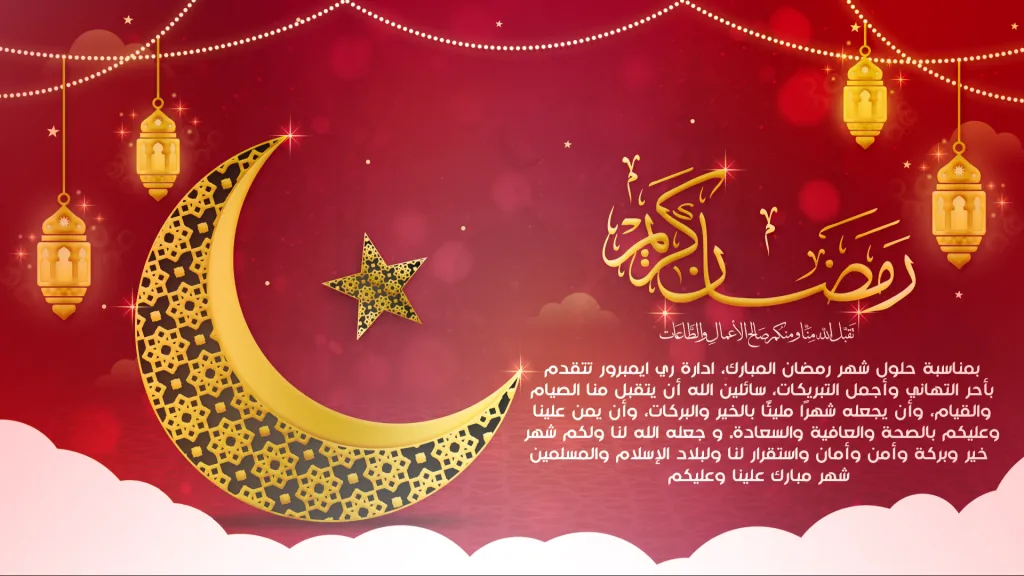 رمضان كريم
تقبل الله منا ومنكم صالح الأعمال والطاعات
بمناسبة حلول شهر رمضان المبارك، ادارة ري ايمبرور تتقدم
بأحر التهاني وأجمل التبريكات، سائلين الله أن يتقبل منا الصيام
والقيام، وأن يجعله شهرًا مليئًا بالخير والبركات، وأن يمن علينا
وعليكم بالصحة والعافية والسعادة، و جعله الله لنا ولكم شهر
خير وبركة وأمن وأمان واستقرار لنا ولبلاد الإسلام والمسلمين
شهر مبارك علينا وعليكم